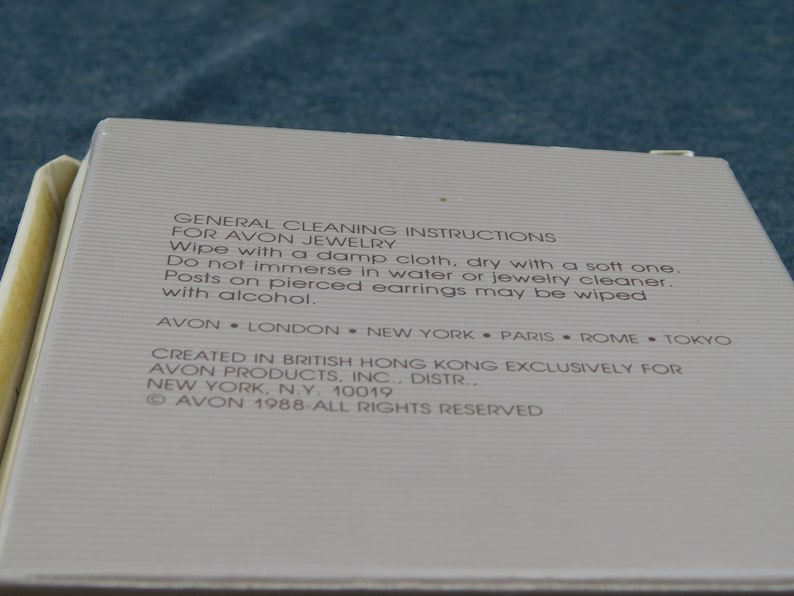 GENERAL CLEANING INSTRUCTIONS
FOR AVON JEWELRY
Wipe with a damp cloth, dry with a soft one.
Do not immerse in water or jewelry cleaner.
Posts on pierced earrings may be wiped
with alcohol.
AVON • LONDON • NEW YORK • PARIS • ROME • TOKYO
CREATED IN BRITISH HONG KONG EXCLUSIVELY FOR
AVON PRODUCTS, INC., DISTR.,
NEW YORK, N.Y. 10019
© AVON 1988-ALL RIGHTS RESERVED